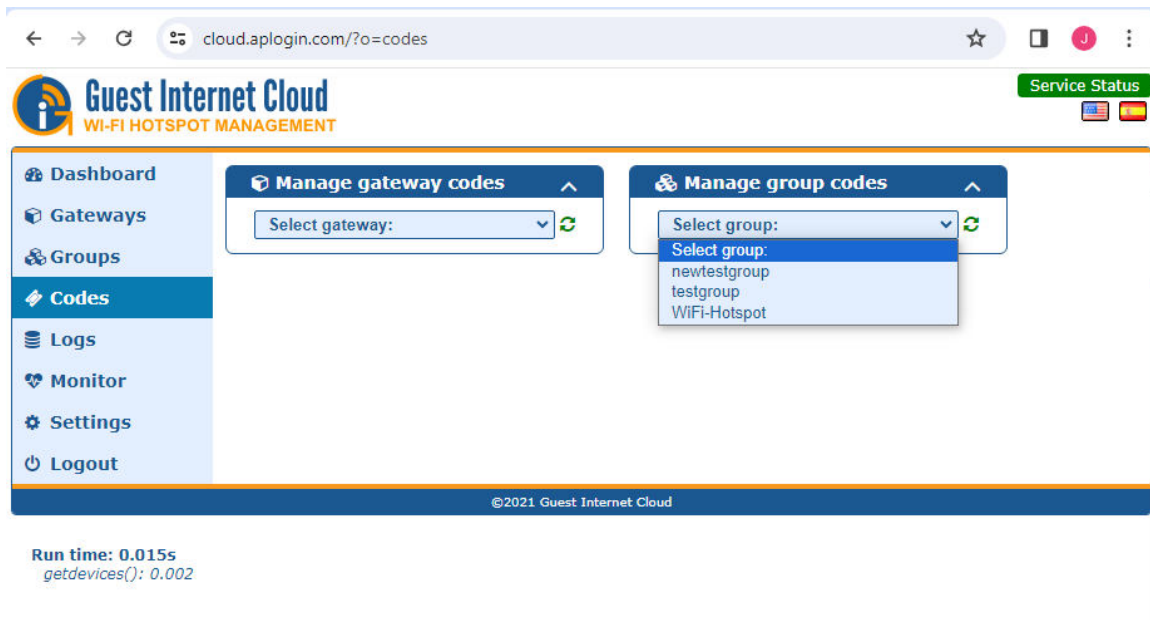 cloud.aplogin.com/?o=codes
J
Guest Internet Cloud
WI-FI HOTSPOT MANAGEMENT
Service Status
Dashboard
Gateways
Groups
Codes
Logs
Monitor
Settings
Logout
Manage gateway codes
Select gateway:
Manage group codes
Select group:
Select group:
newtestgroup
testgroup
WiFi-Hotspot
©2021 Guest Internet Cloud
Run time: 0.015s
getdevices(): 0.002